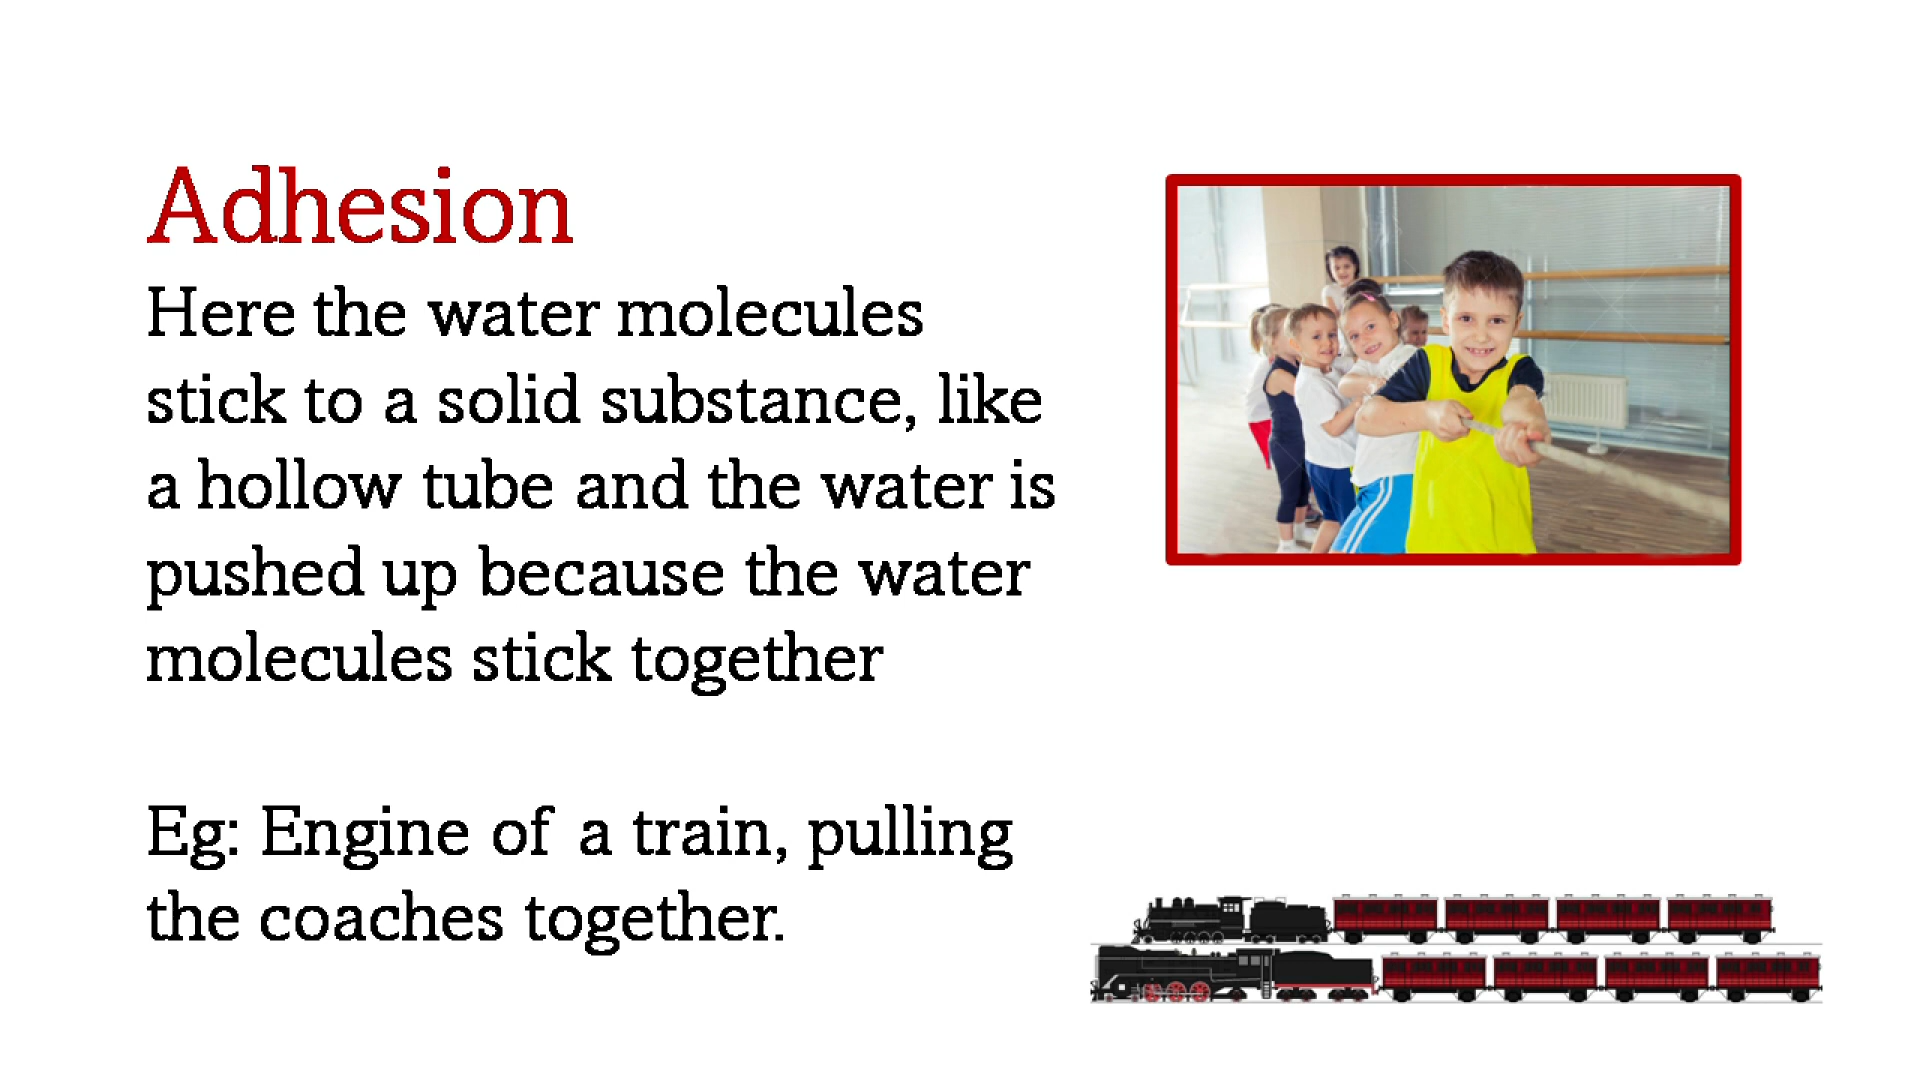 Adhesion
Here the water molecules
stick to a solid substance, like
a hollow tube and the water is
pushed up because the water
molecules stick together
Eg: Engine of a train, pulling
the coaches together.